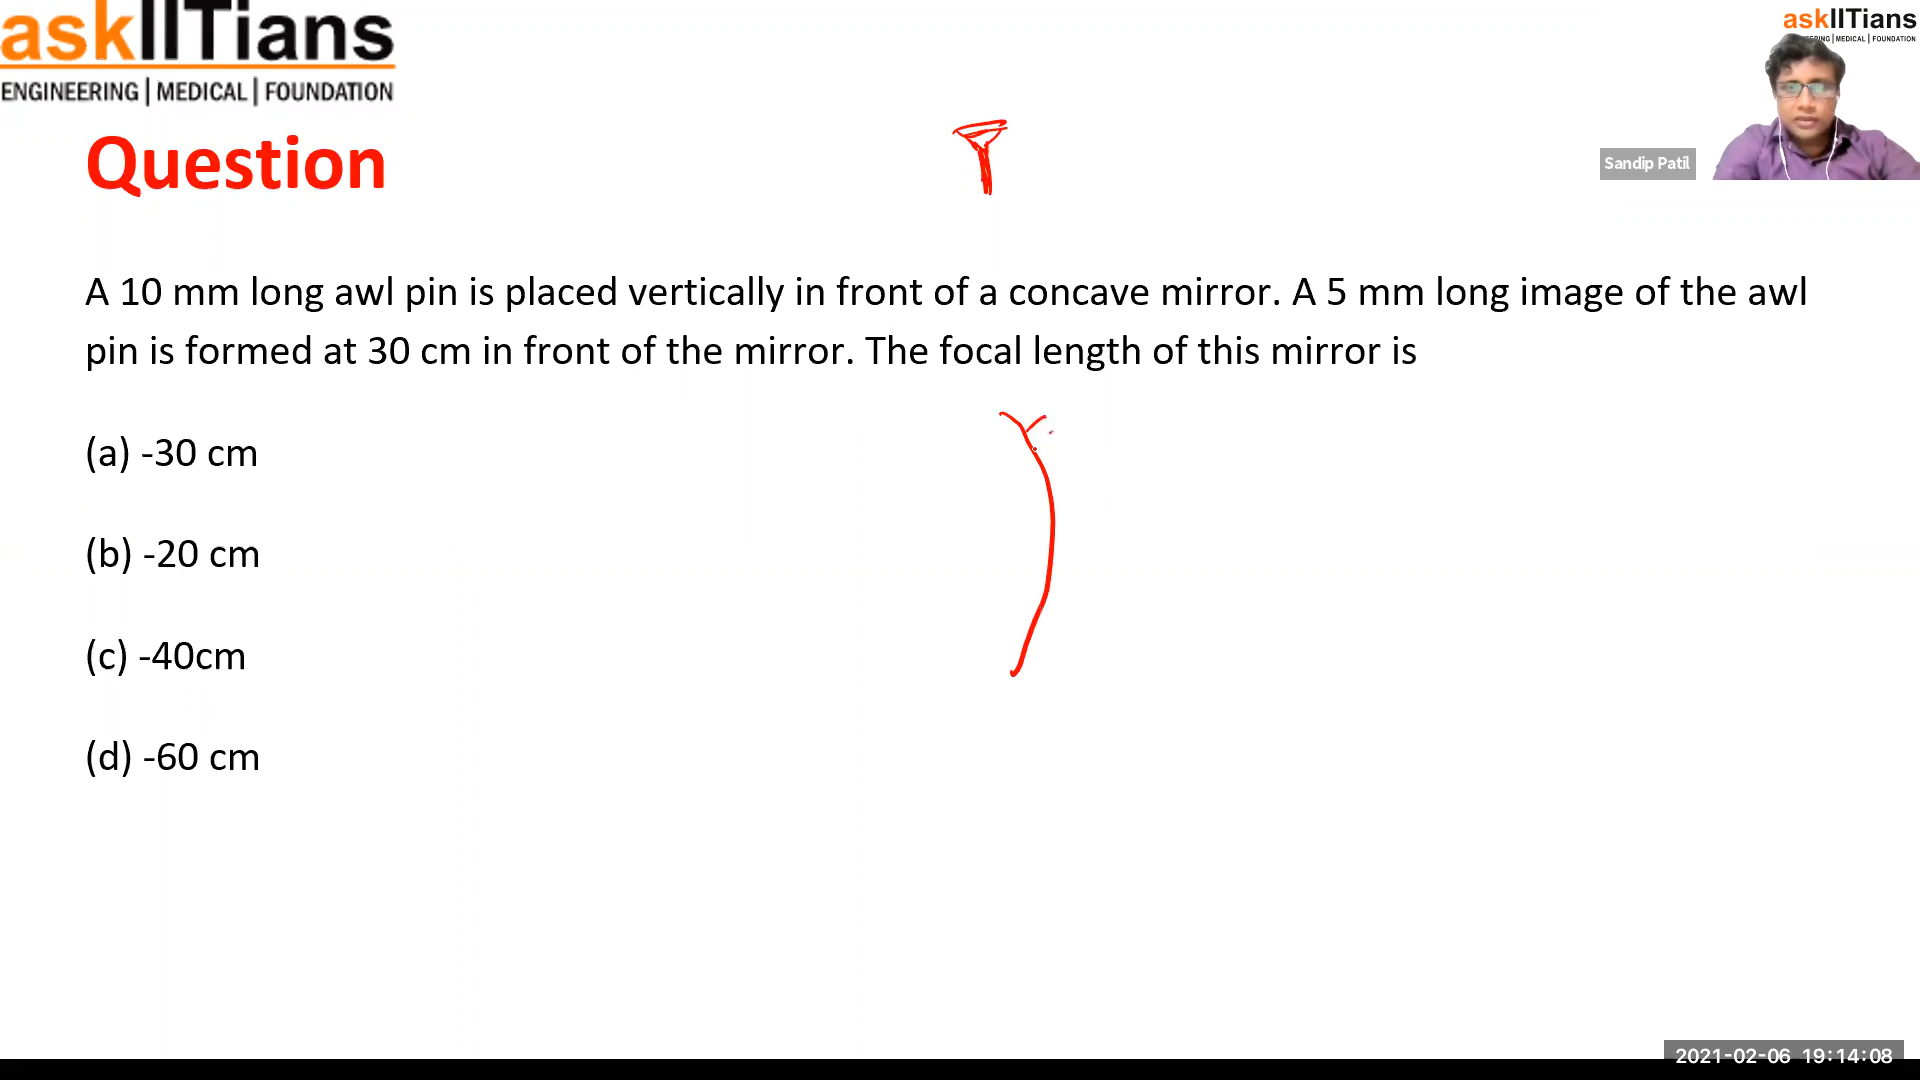 askIITians
ENGINEERING | MEDICAL | FOUNDATION
askIITians
MEDICAL | FOUNDATION
Question
Sandip Patil
A 10 mm long awl pin is placed vertically in front of a concave mirror. A 5 mm long image of the awl
pin is formed at 30 cm in front of the mirror. The focal length of this mirror is
(a) -30 cm
(b) -20 cm
(c) -40cm
(d) -60 cm
2021-02-06 19:14:08